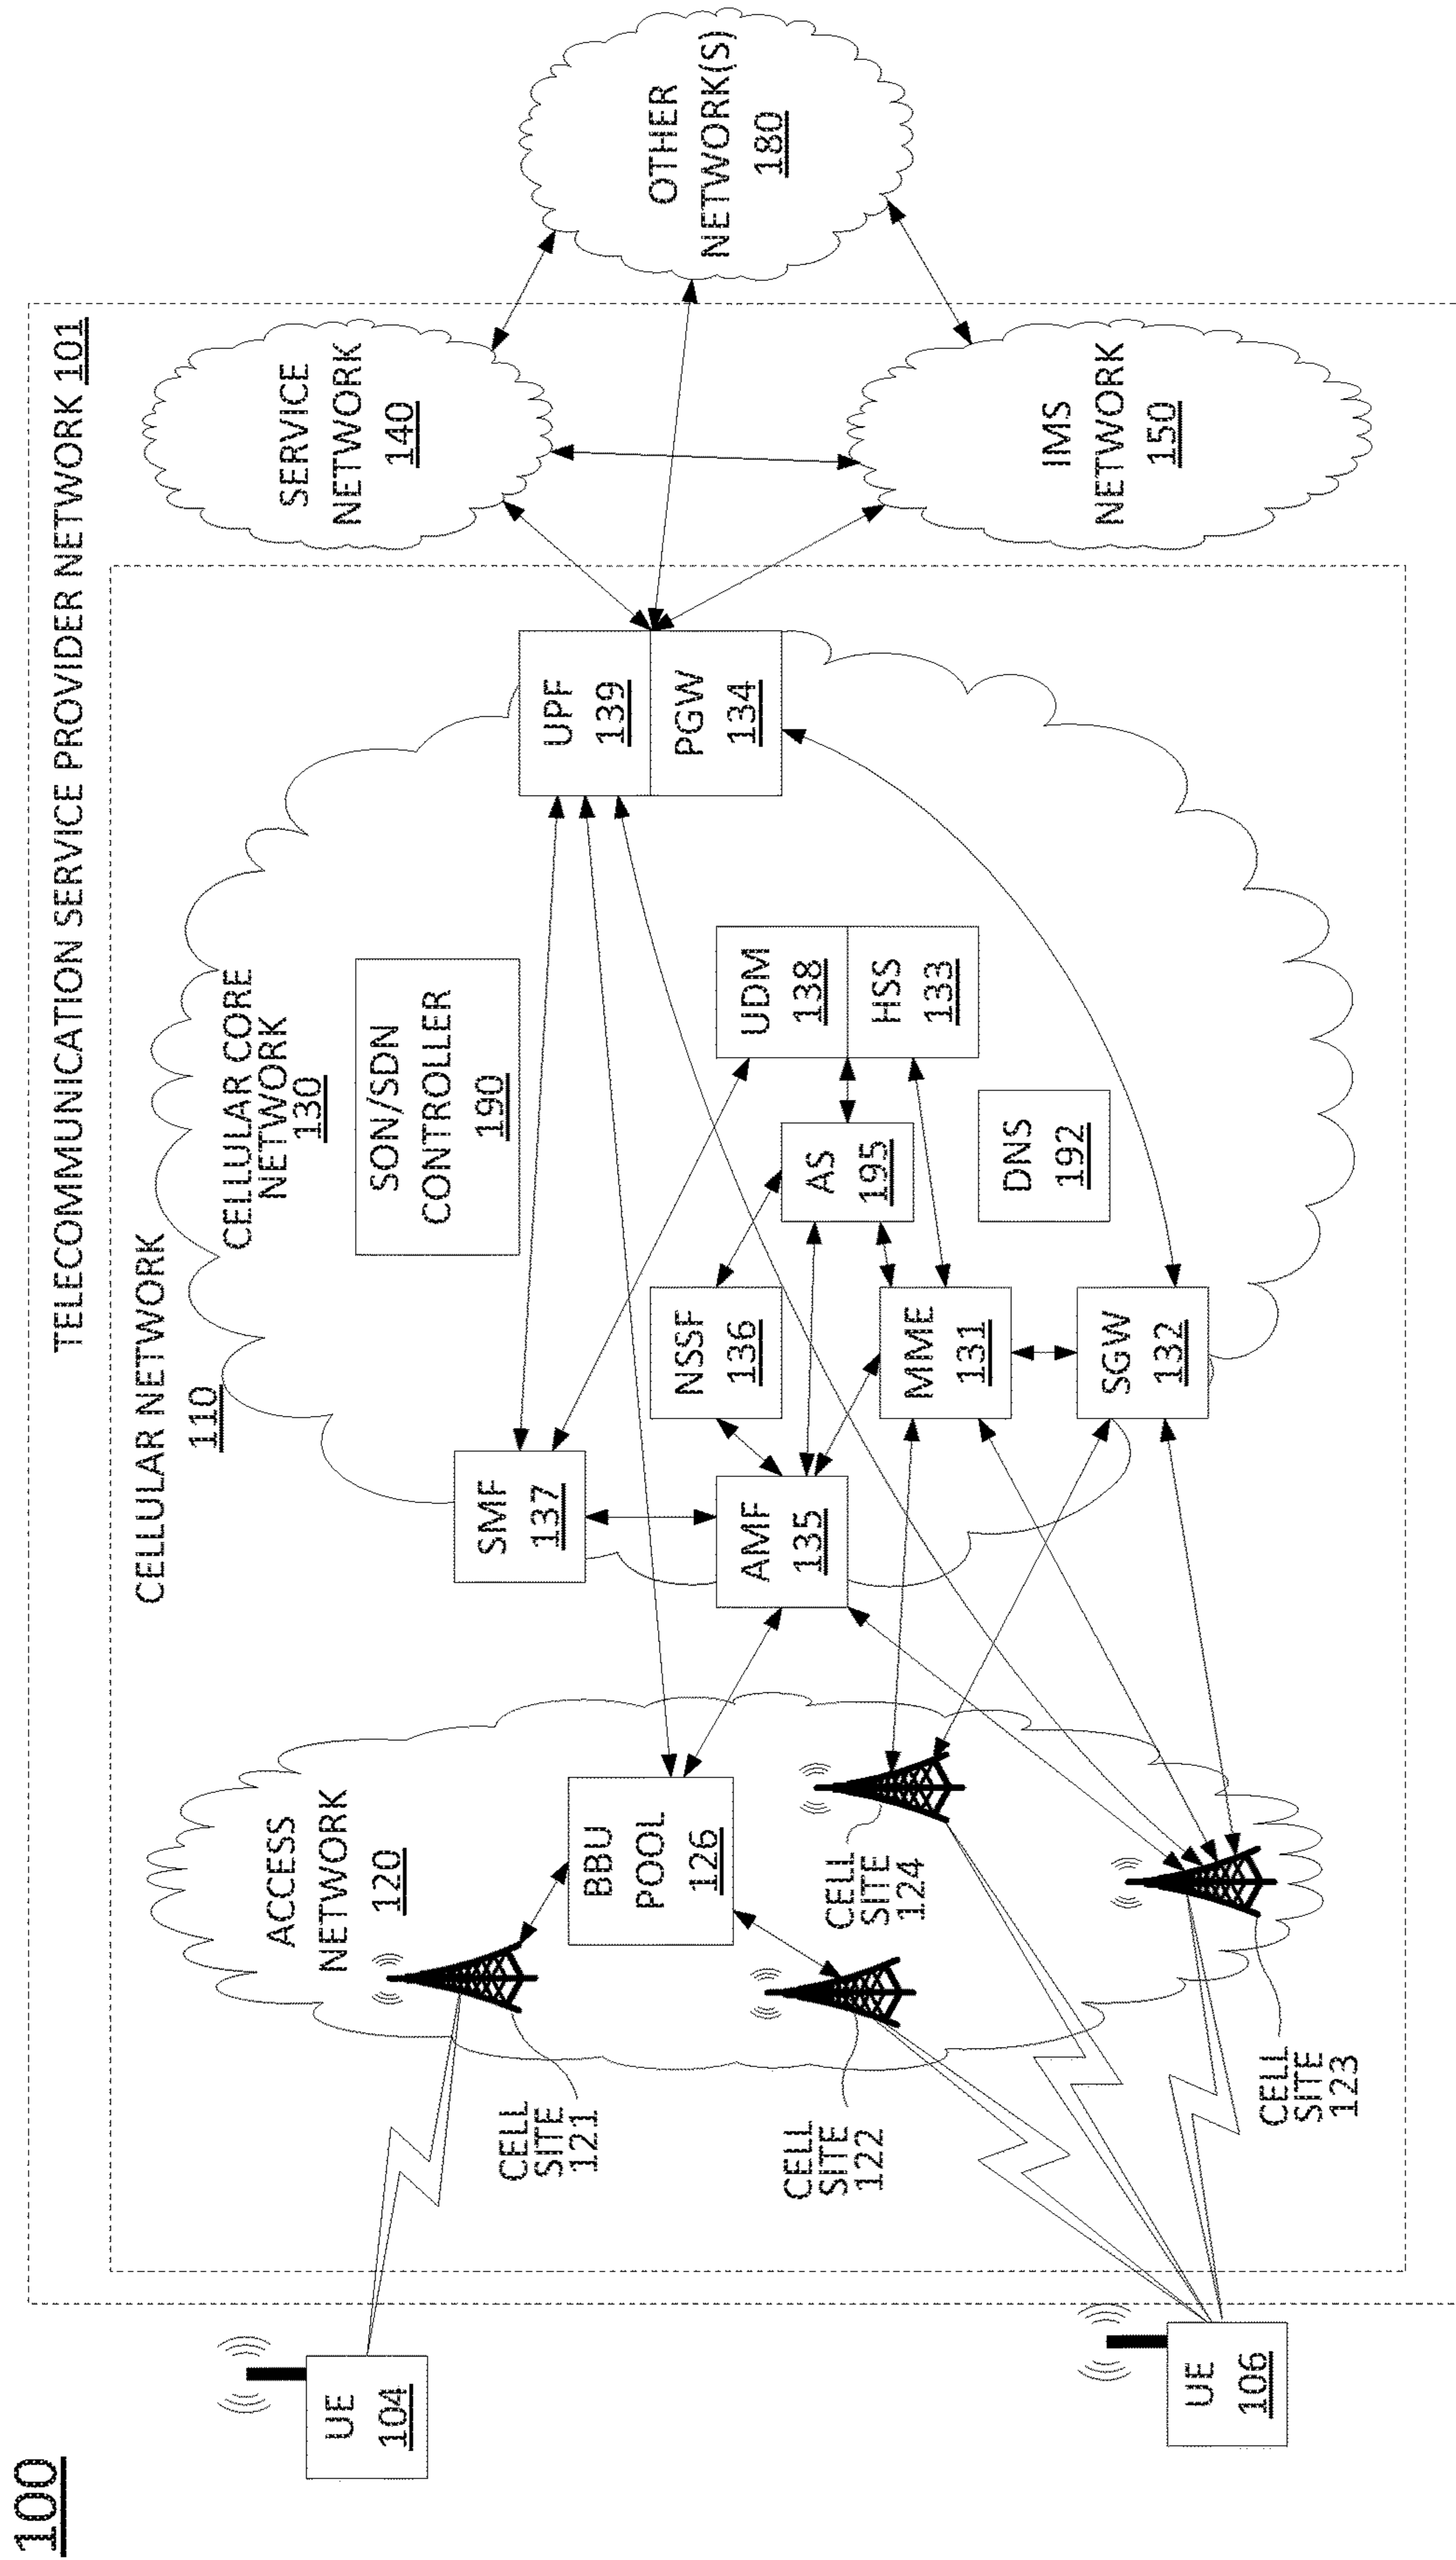 100
TELECOMMUNICATION SERVICE PROVIDER NETWORK 101
CELLULAR NETWORK
110
CELLULAR CORE
NETWORK
130
ACCESS
NETWORK
120
UE
104
UE
106
CELL
SITE
121
CELL
SITE
122
CELL
SITE
124
CELL
SITE
123
BBU
POOL
126
SMF
137
AMF
135
NSSF
136
MME
131
SGW
132
SON/SDN
CONTROLLER
190
AS
195
DNS
192
UDM
138
HSS
133
UPF
139
PGW
134
SERVICE
NETWORK
140
IMS
NETWORK
150
OTHER
NETWORK(S)
180